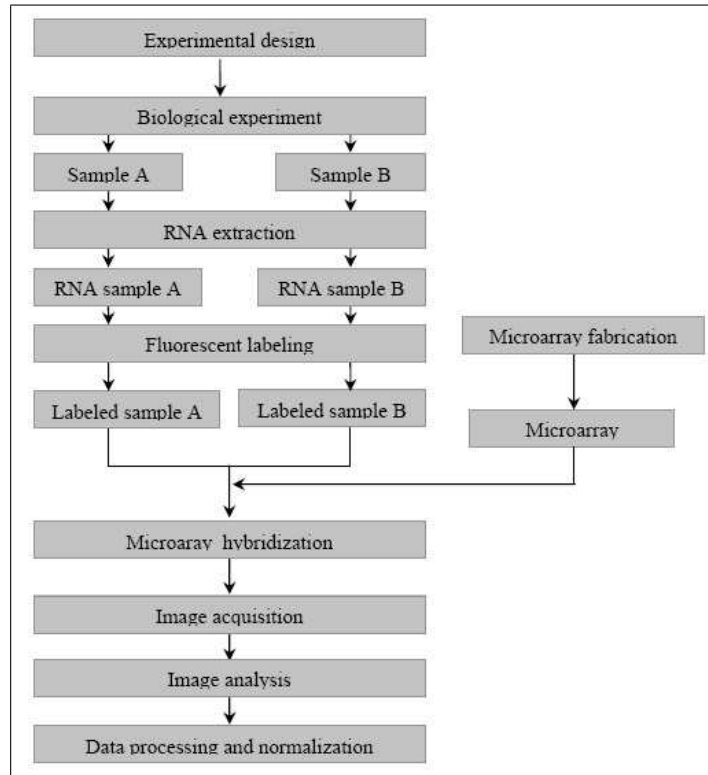 Experimental design
Biological experiment
Sample A
Sample B
RNA extraction
RNA sample A
RNA sample B
Fluorescent labeling
Microarray fabrication
Labeled sample A
Labeled sample B
Microarray
Microaray hybridization
Image acquisition
Image analysis
Data processing and normalization